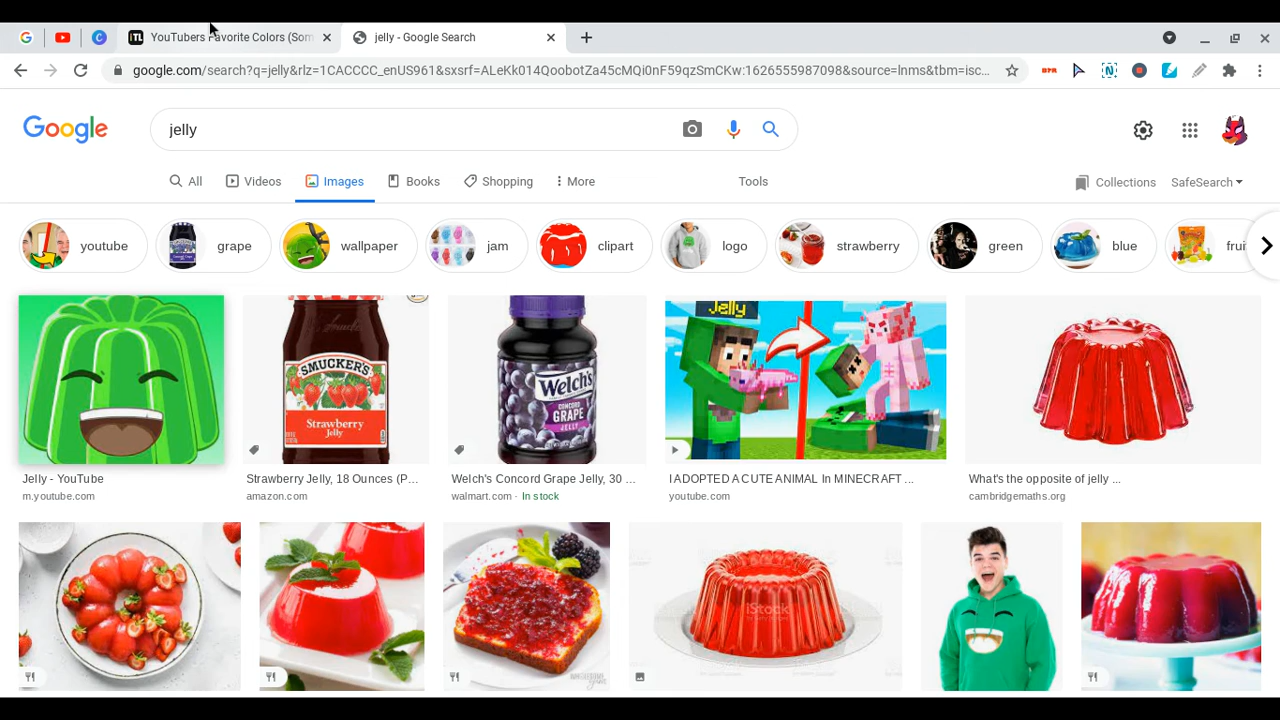 YouTubers Favorite Colors (Som
jelly - Google Search
google.com/search?q=jelly&rlz=1CACCCC_enUS961&sxsrf=ALeKk014QoobotZa45cMQi0nF59qzSmCKw:1626555987098&source=lnms&tbm=isc...
Google
jelly
All Videos Images Books Shopping More Tools Collections SafeSearch
youtube grape wallpaper jam clipart logo strawberry green blue frui
SMUCKER'S
Strawberry
Jelly
Welch's
CONCORD
GRAPE
JELLY
Jelly
Jelly - YouTube
m.youtube.com
Strawberry Jelly, 18 Ounces (P...
amazon.com
Welch's Concord Grape Jelly, 30 ...
walmart.com · In stock
I ADOPTED A CUTE ANIMAL In MINECRAFT ...
youtube.com
What's the opposite of jelly ...
cambridgemaths.org
iStock